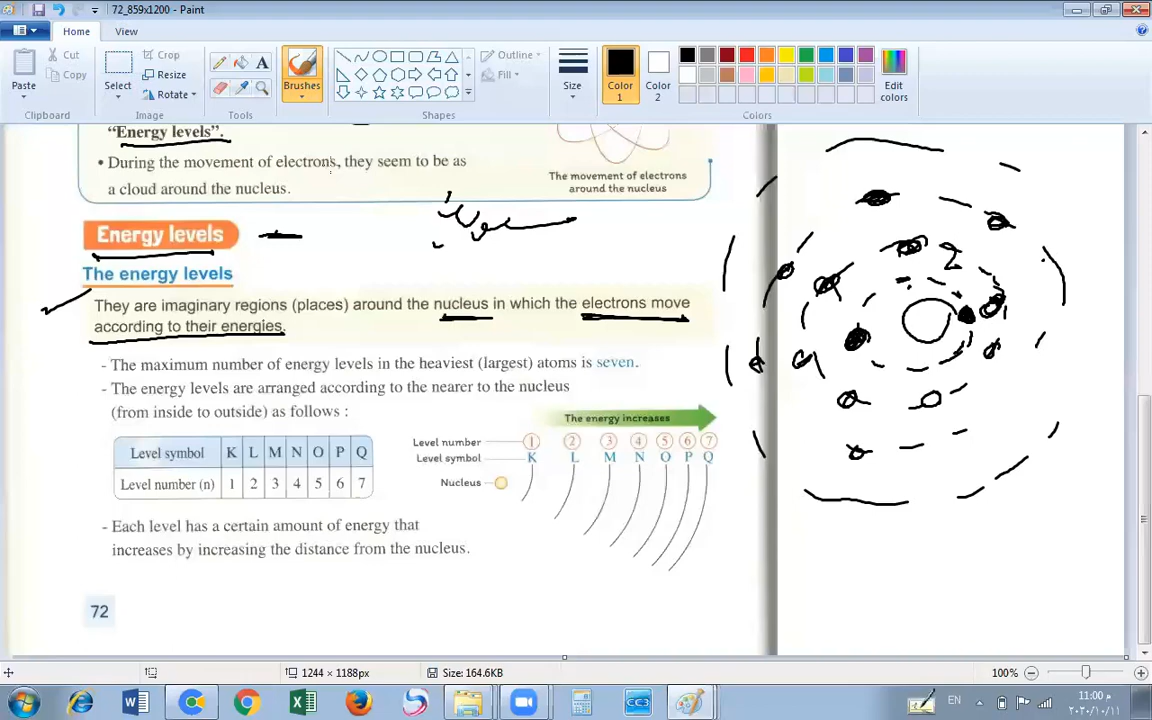 72_859x1200 - Paint
Home
View
Paste
Cut
Copy
Clipboard
Select
Crop
Resize
Rotate
Image
Tools
Brushes
Shapes
Outline
Fill
Size
Color 1
Color 2
Edit colors
Colors
"Energy levels".
• During the movement of electrons, they seem to be as
a cloud around the nucleus.
The movement of electrons
around the nucleus
Energy levels
The energy levels
They are imaginary regions (places) around the nucleus in which the electrons move
according to their energies.
- The maximum number of energy levels in the heaviest (largest) atoms is seven.
- The energy levels are arranged according to the nearer to the nucleus
(from inside to outside) as follows :
Level symbol K L M N O P Q
Level number (n) 1 2 3 4 5 6 7
The energy increases
Level number 1 2 3 4 5 6 7
Level symbol K L M N O P Q
Nucleus
- Each level has a certain amount of energy that
increases by increasing the distance from the nucleus.
72
2
1244 × 1188px
Size: 164.6KB
100%
EN
11:00 م
٢٠٢٠/١٠/١١